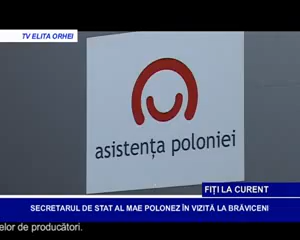 TV ELITA ORHEI
asistența poloniei
FIȚI LA CURENT
SECRETARUL DE STAT AL MAE POLONEZ ÎN VIZITĂ LA BRĂVICENI
elor de producători.